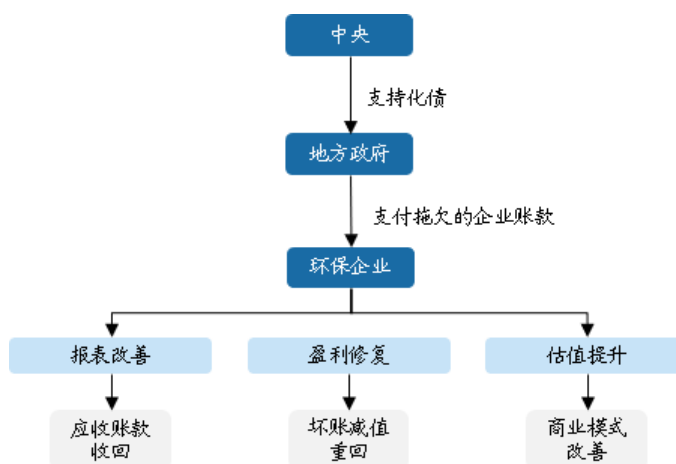 中央
支持化债
地方政府
支付拖欠的企业账款
环保企业
报表改善
盈利修复
估值提升
应收账款
收回
坏账减值
重回
商业模式
改善